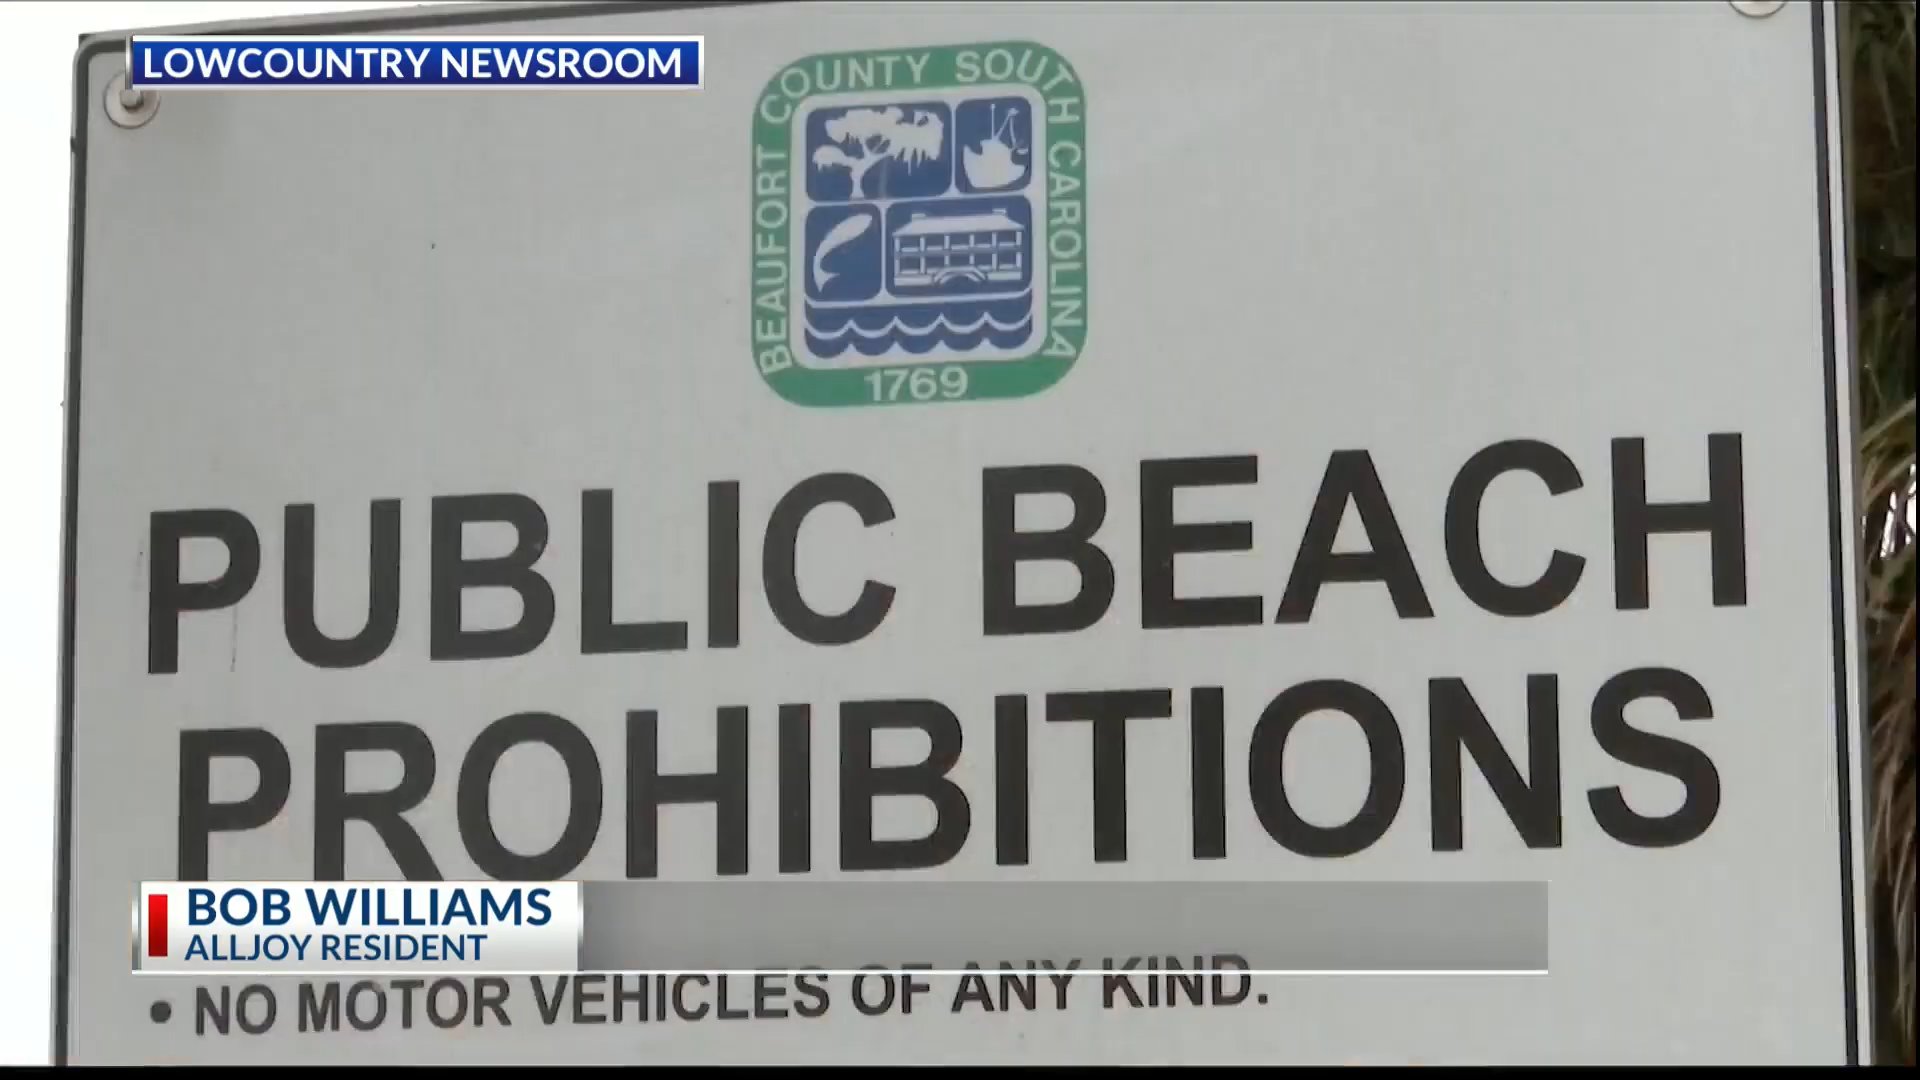 LOWCOUNTRY NEWSROOM
BEAUFORT COUNTY SOUTH CAROLINA
1769
PUBLIC BEACH
PROHIBITIONS
BOB WILLIAMS
ALLJOY RESIDENT
• NO MOTOR VEHICLES OF ANY KIND.